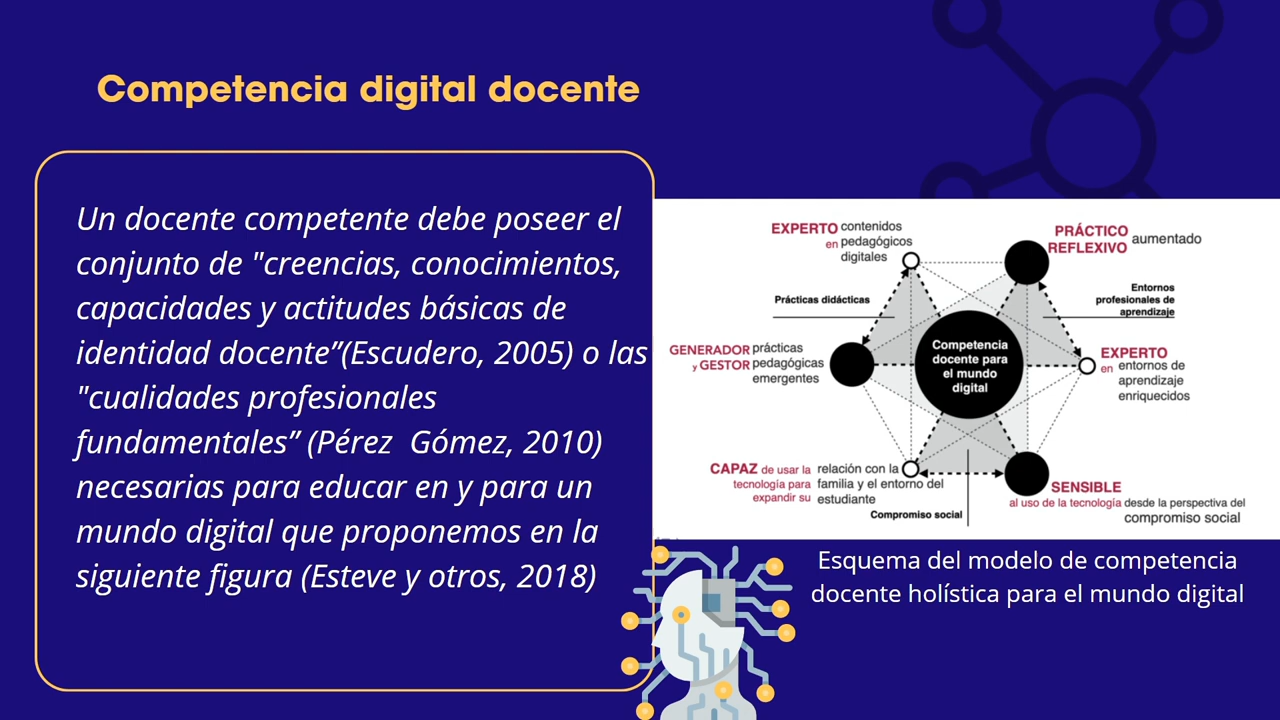 Competencia digital docente
Un docente competente debe poseer el
conjunto de "creencias, conocimientos,
capacidades y actitudes básicas de
identidad docente”(Escudero, 2005) o las
"cualidades profesionales
fundamentales” (Pérez  Gómez, 2010)
necesarias para educar en y para un
mundo digital que proponemos en la
siguiente figura (Esteve y otros, 2018)
EXPERTO contenidos
en pedagógicos
digitales
PRÁCTICO
REFLEXIVO
aumentado
Prácticas didácticas
Entornos
profesionales de
aprendizaje
GENERADOR prácticas
y GESTOR pedagógicas
emergentes
Competencia
docente para
el mundo
digital
EXPERTO
en entornos de
aprendizaje
enriquecidos
CAPAZ de usar la relación con la
tecnología para familia y el entorno del
expandir su estudiante
Compromiso social
SENSIBLE
al uso de la tecnología desde la perspectiva del
compromiso social
Esquema del modelo de competencia
docente holística para el mundo digital